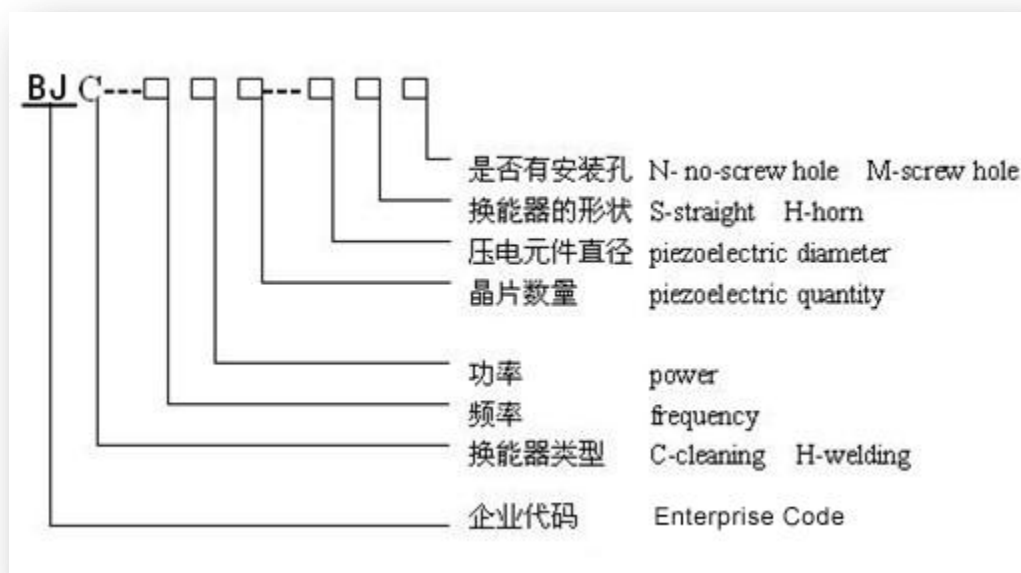 BJC---□ □ □---□ □ □
是否有安装孔 N- no-screw hole M-screw hole
换能器的形状 S-straight H-horn
压电元件直径 piezoelectric diameter
晶片数量 piezoelectric quantity
功率 power
频率 frequency
换能器类型 C-cleaning H-welding
企业代码 Enterprise Code